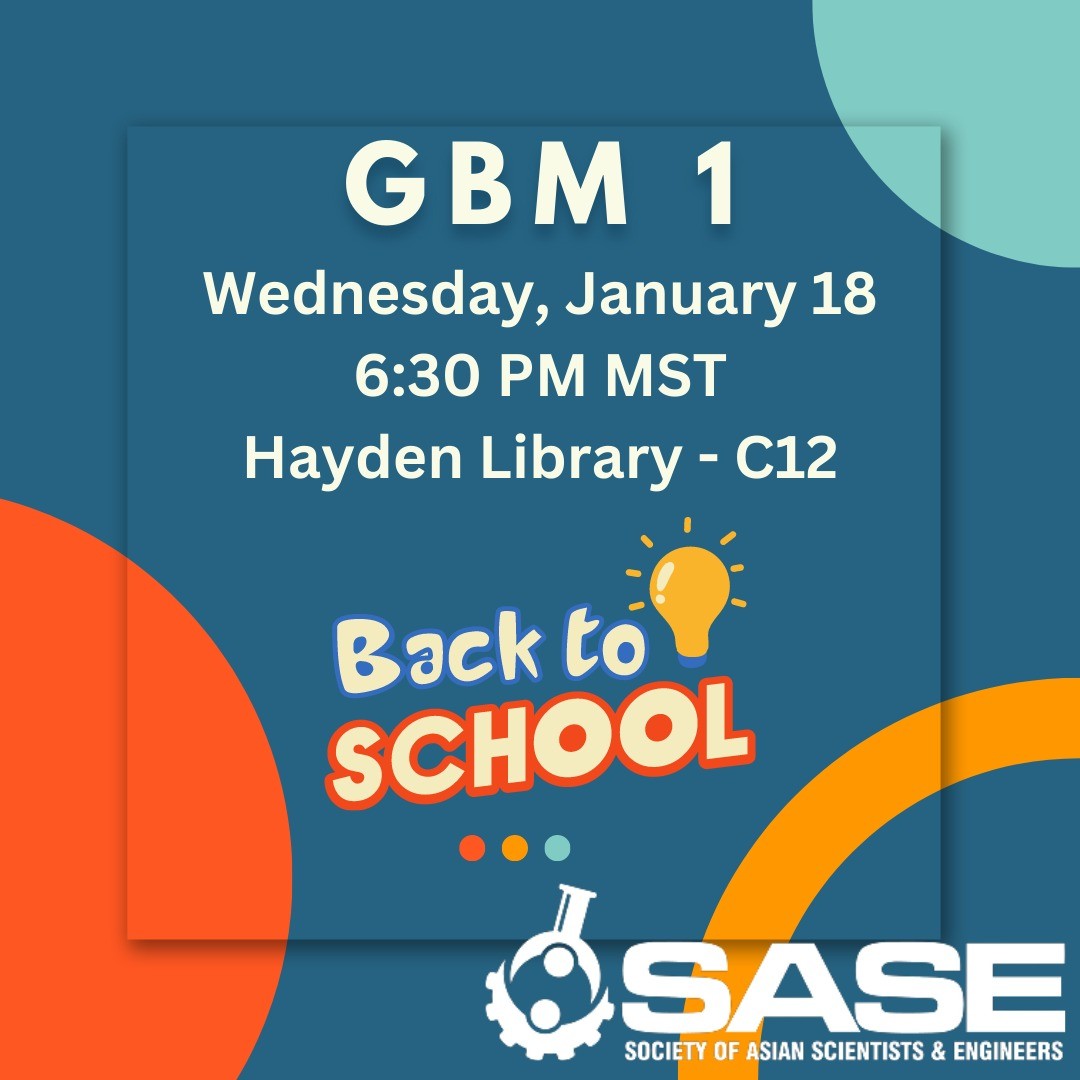 GBM 1
Wednesday, January 18
6:30 PM MST
Hayden Library - C12
Back to
SCHOOL
SASE
SOCIETY OF ASIAN SCIENTISTS & ENGINEERS